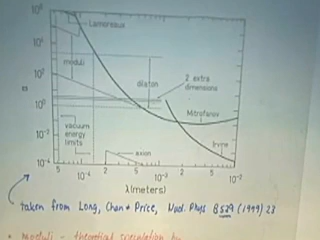 10⁶
Lamoreaux
10⁴
moduli
10²
dilaton
2 extra
dimensions
10⁰
Mitrofanov
10⁻²
vacuum
energy
limits
axion
Irvine
10⁻⁴
5 10⁻⁴ 2 5 10⁻³ 2 5 10⁻²
λ(meters)
taken from Long, Chan & Price, Nucl. Phys B529 (1999) 23
• moduli - theoretical speculation by